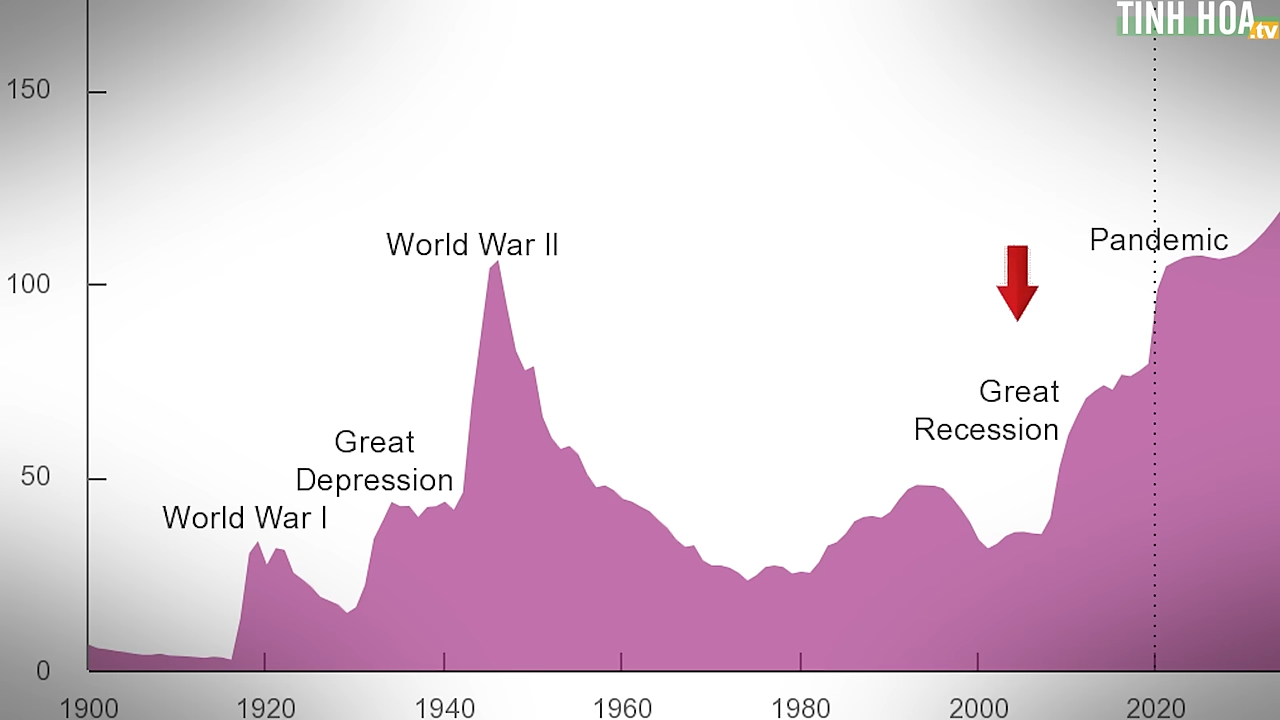 TINH HOA
.tv
150
World War II
Pandemic
100
Great
Recession
Great
Depression
50
World War I
0
1900
1920
1940
1960
1980
2000
2020